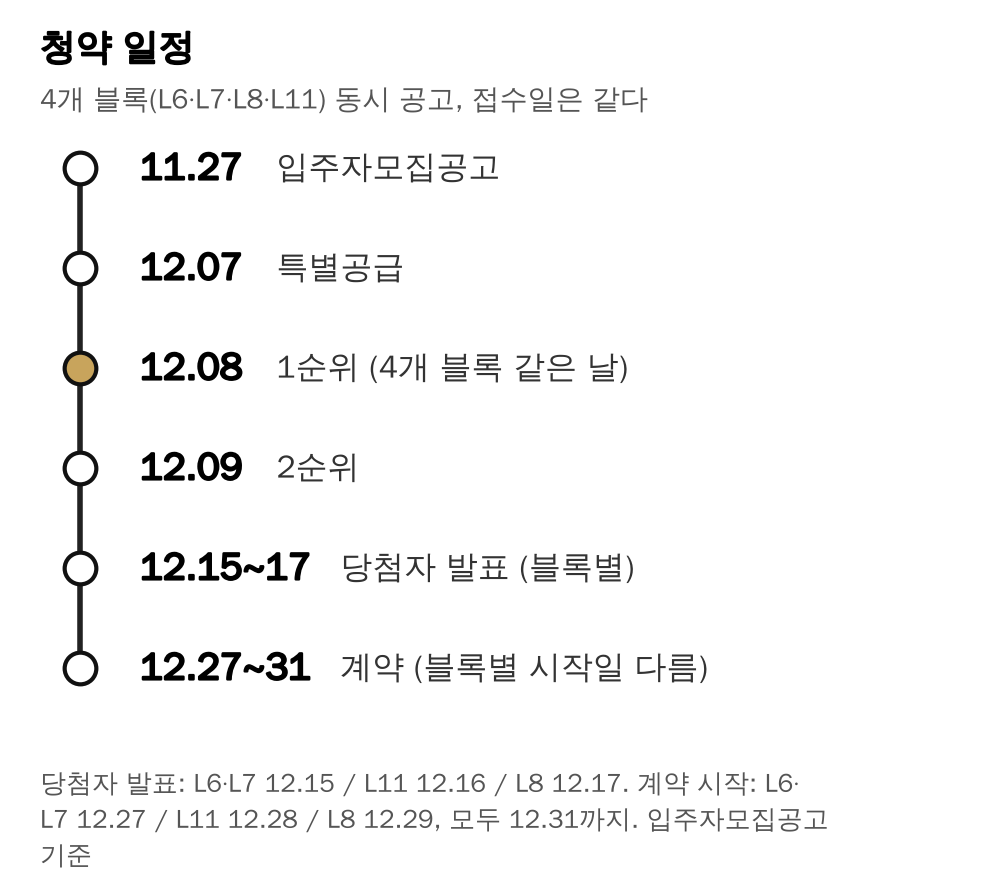 청약 일정
4개 블록(L6·L7·L8·L11) 동시 공고, 접수일은 같다
11.27 입주자모집공고
12.07 특별공급
12.08 1순위 (4개 블록 같은 날)
12.09 2순위
12.15~17 당첨자 발표 (블록별)
12.27~31 계약 (블록별 시작일 다름)
당첨자 발표: L6·L7 12.15 / L11 12.16 / L8 12.17. 계약 시작: L6·
L7 12.27 / L11 12.28 / L8 12.29, 모두 12.31까지. 입주자모집공고
기준